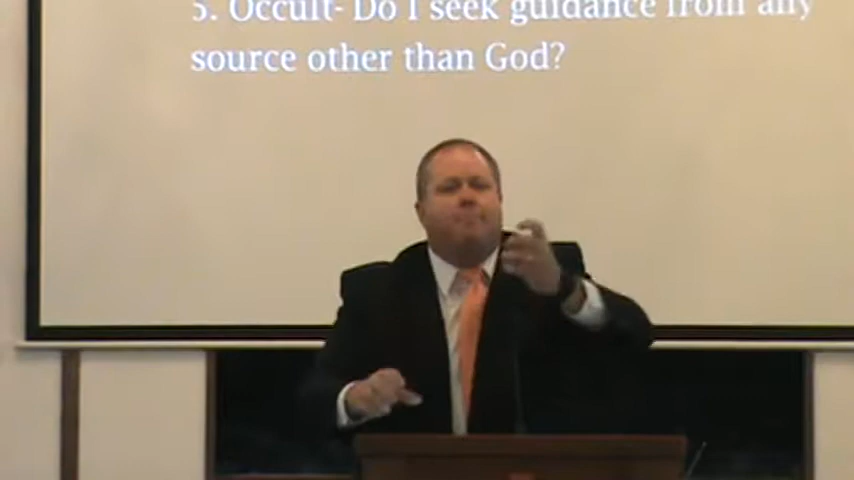 5. Occult- Do I seek guidance from any
source other than God?